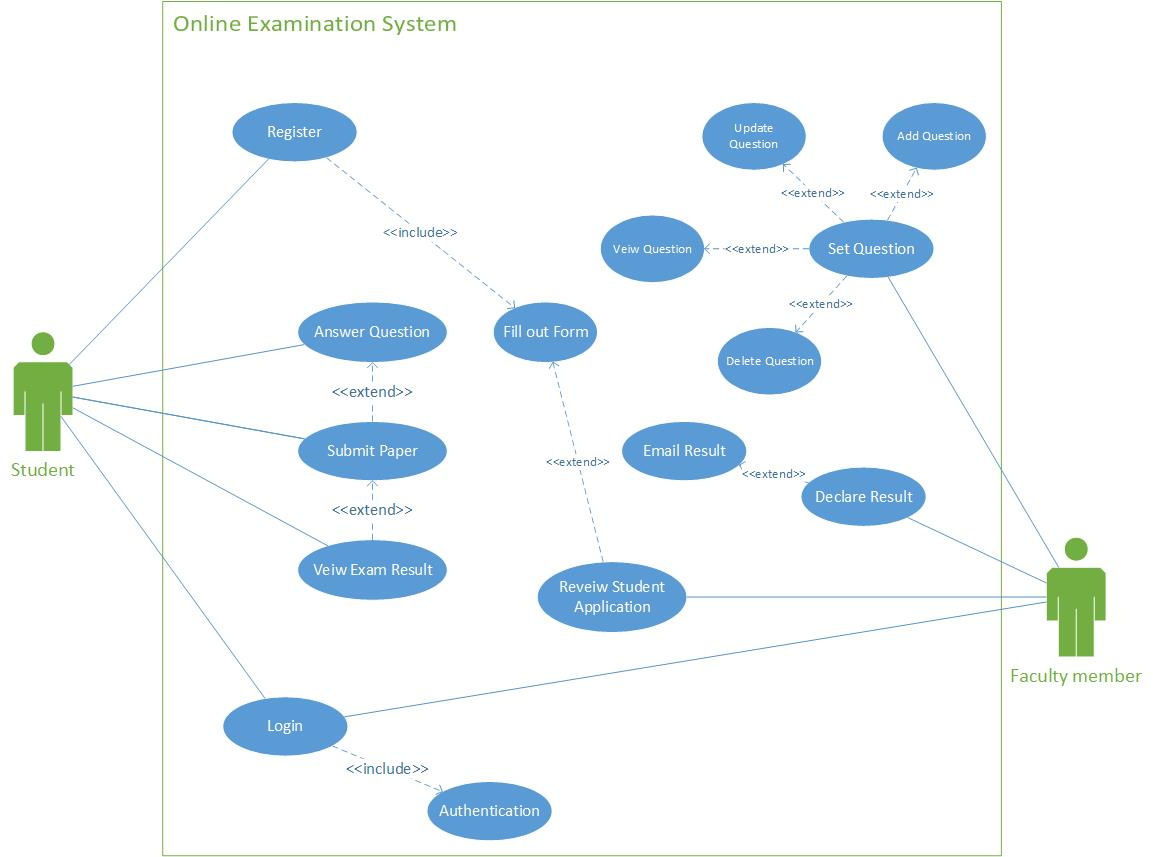 Online Examination System
Register
Update
Question
Add Question
<<extend>>
<<extend>>
<<include>>
Veiw Question
<<extend>>
Set Question
<<extend>>
Answer Question
Fill out Form
Delete Question
<<extend>>
Student
Submit Paper
<<extend>>
Email Result
<<extend>>
Declare Result
<<extend>>
Veiw Exam Result
Reveiw Student
Application
Faculty member
Login
<<include>>
Authentication